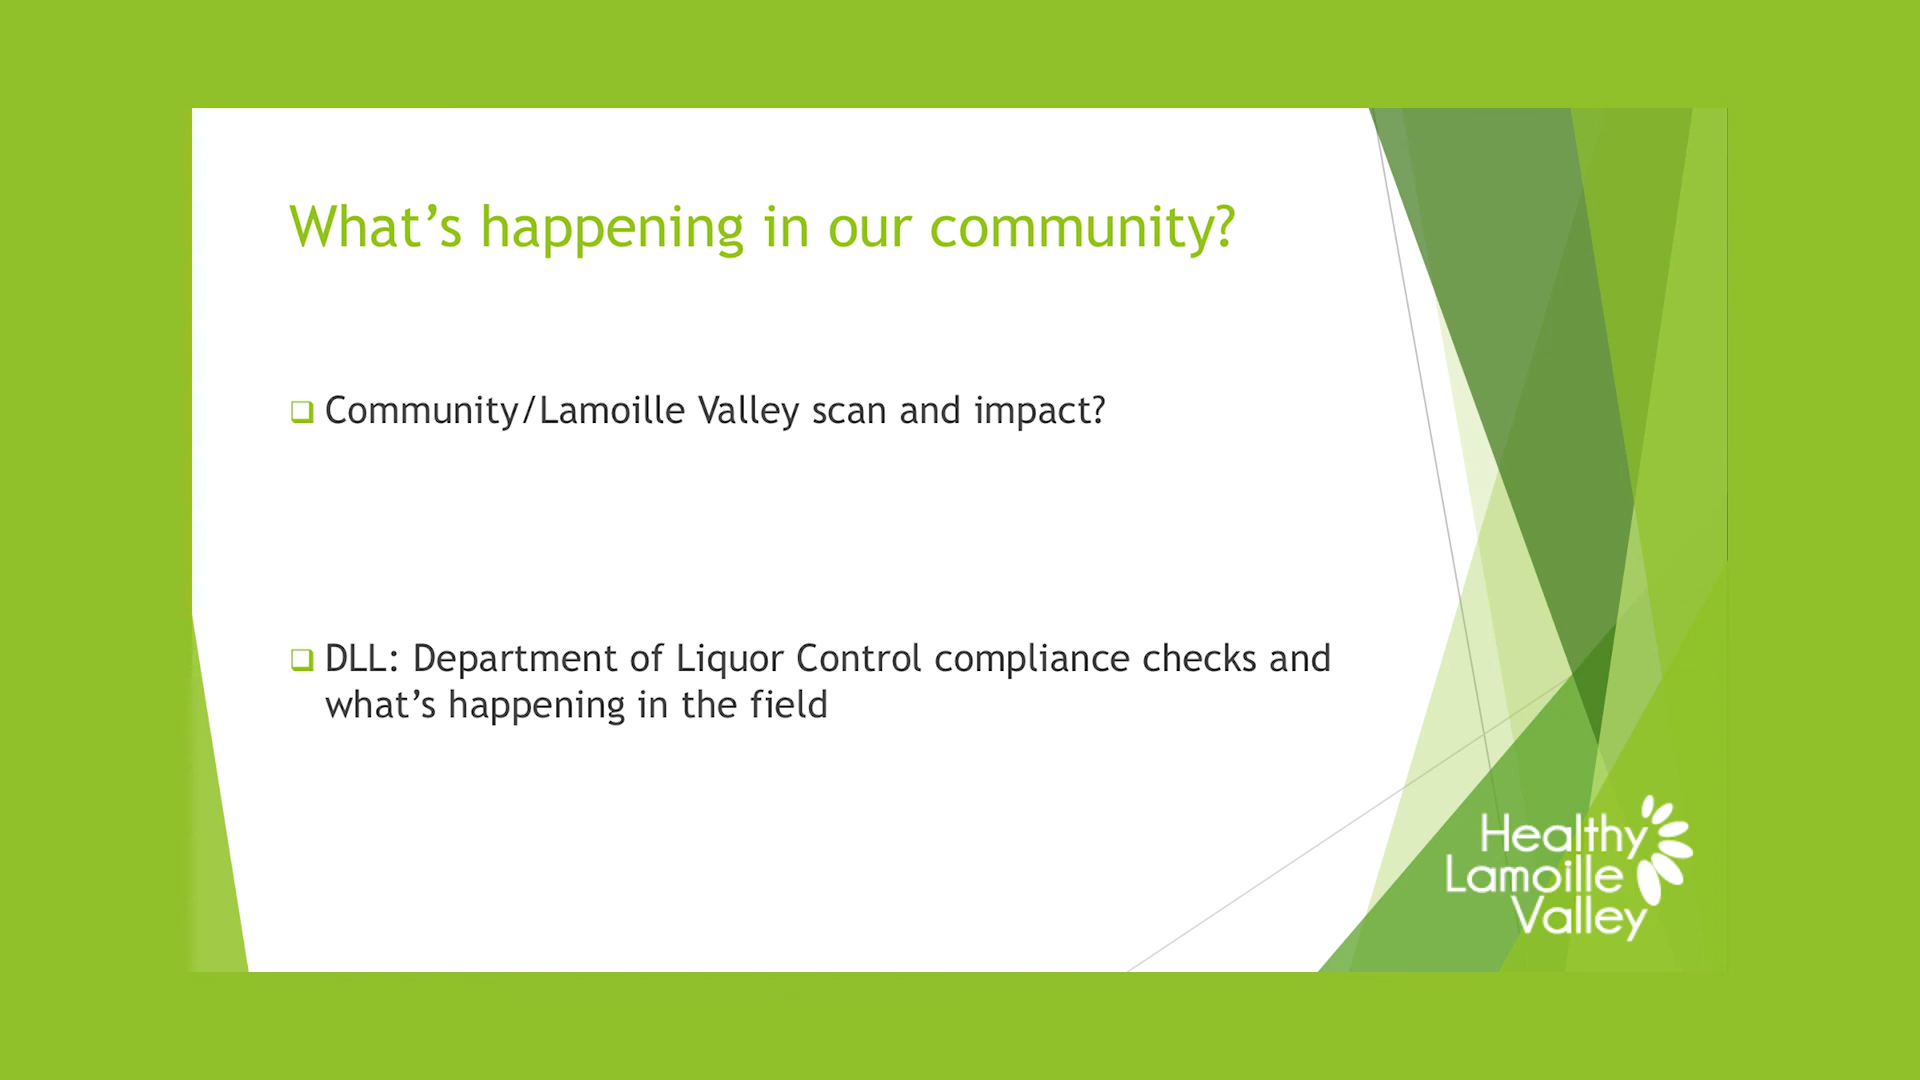 What’s happening in our community?
Community/Lamoille Valley scan and impact?
DLL: Department of Liquor Control compliance checks and
what’s happening in the field
Healthy
Lamoille
Valley